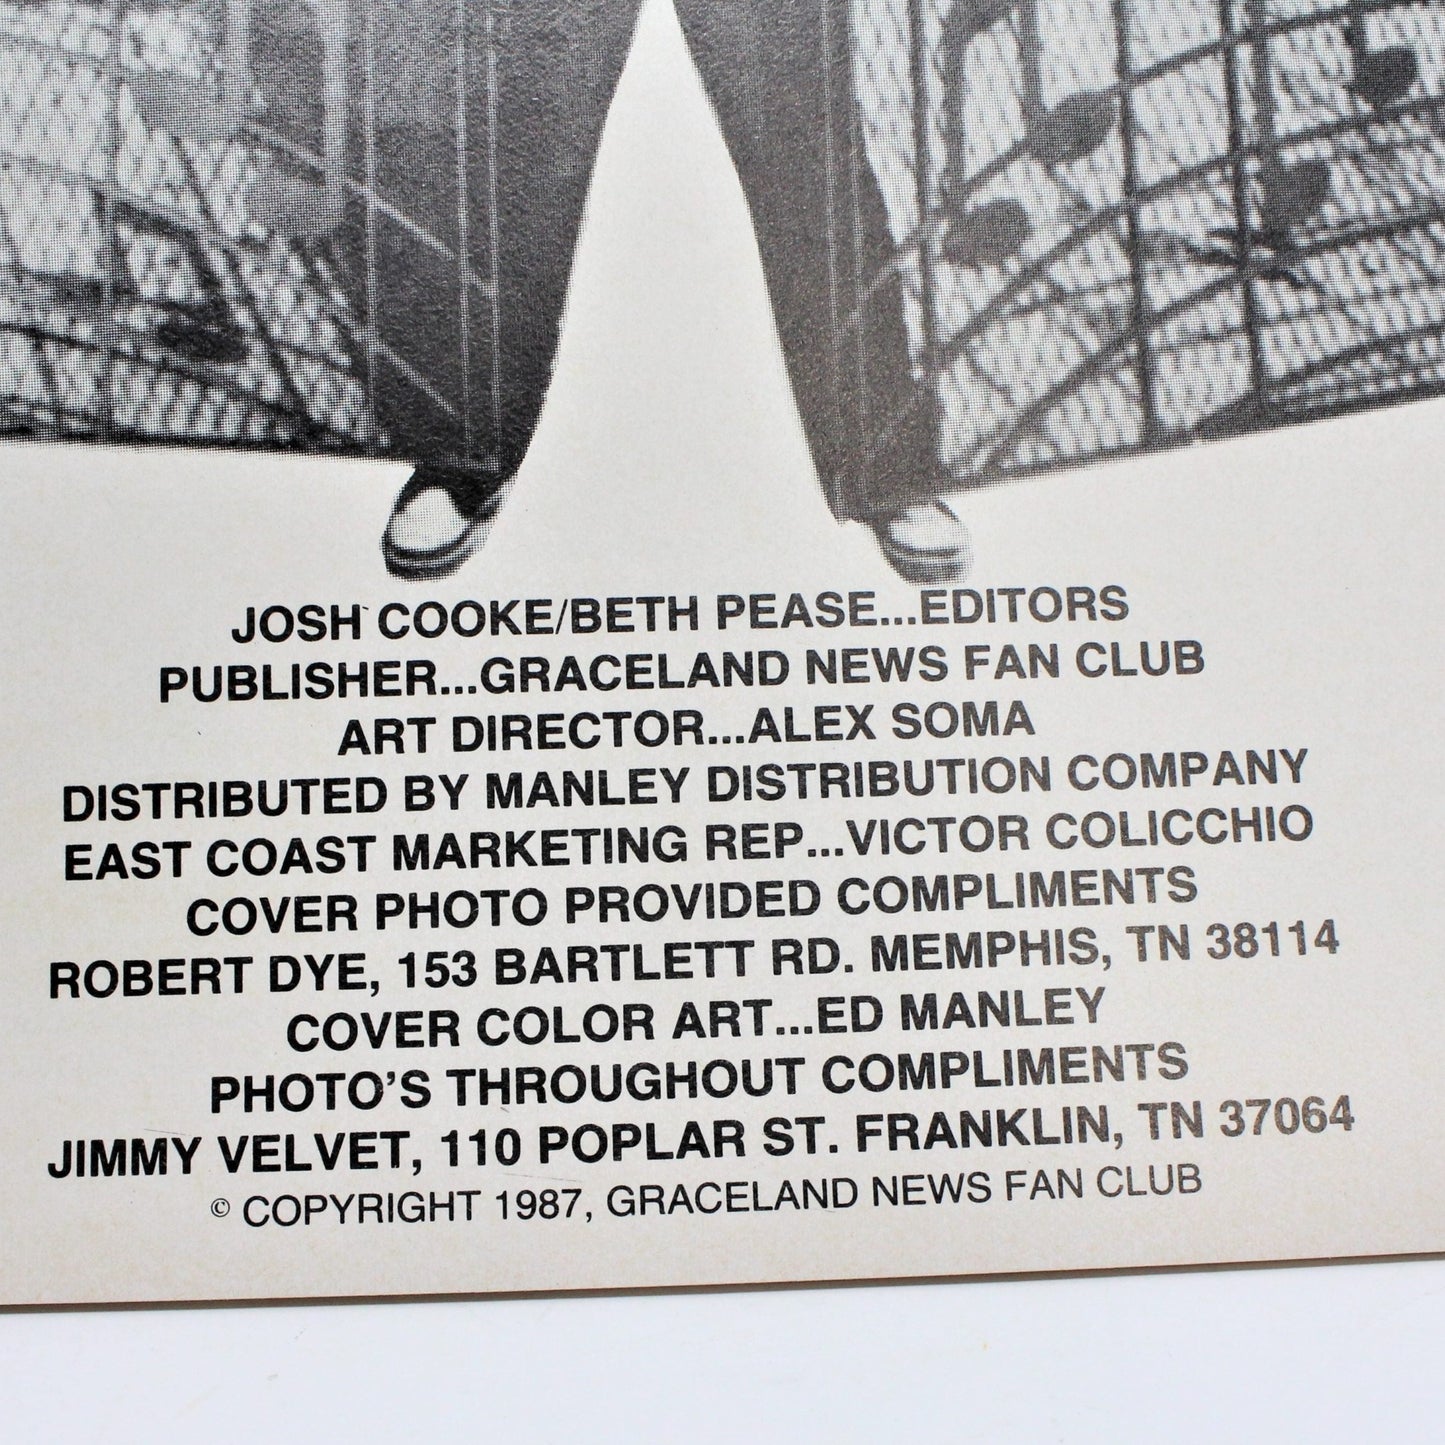 JOSH COOKE/BETH PEASE...EDITORS
PUBLISHER...GRACELAND NEWS FAN CLUB
ART DIRECTOR...ALEX SOMA
DISTRIBUTED BY MANLEY DISTRIBUTION COMPANY
EAST COAST MARKETING REP...VICTOR COLICCHIO
COVER PHOTO PROVIDED COMPLIMENTS
ROBERT DYE, 153 BARTLETT RD. MEMPHIS, TN 38114
COVER COLOR ART...ED MANLEY
PHOTO'S THROUGHOUT COMPLIMENTS
JIMMY VELVET, 110 POPLAR ST. FRANKLIN, TN 37064
© COPYRIGHT 1987, GRACELAND NEWS FAN CLUB